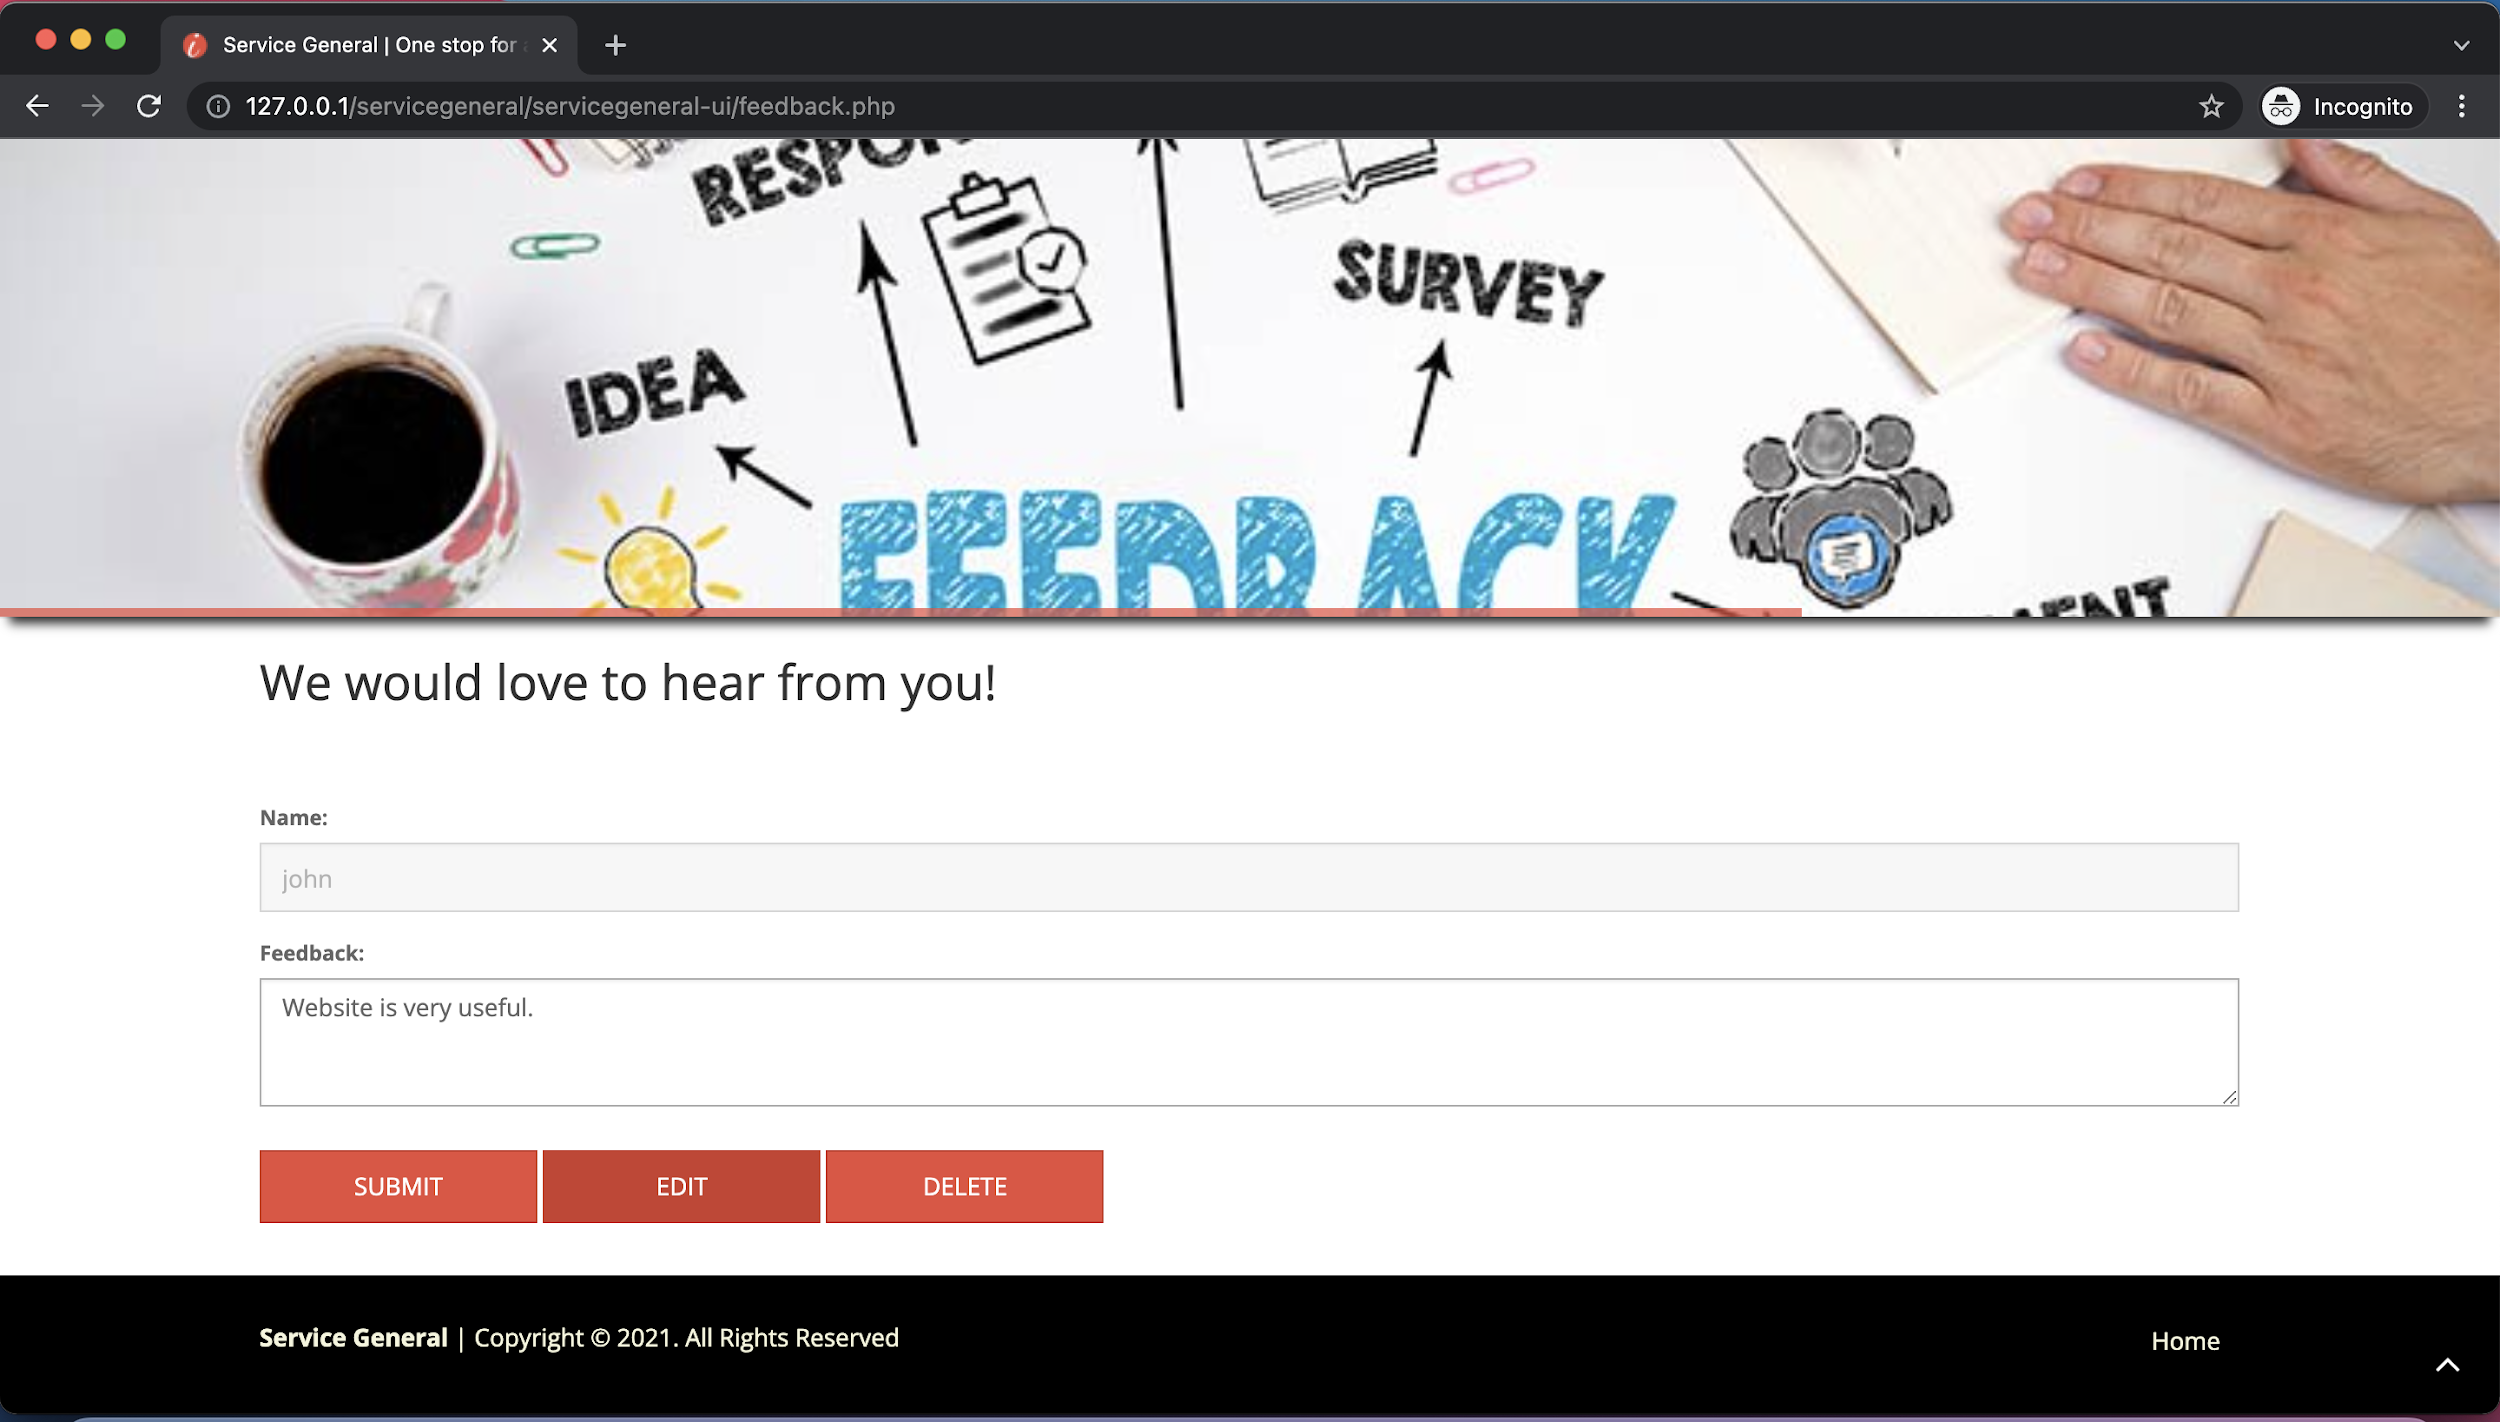 Service General | One stop for
127.0.0.1/servicegeneral/servicegeneral-ui/feedback.php
Incognito
SURVEY
IDEA
FEEDBACK
We would love to hear from you!
Name:
john
Feedback:
Website is very useful.
SUBMIT EDIT DELETE
Service General | Copyright © 2021. All Rights Reserved
Home